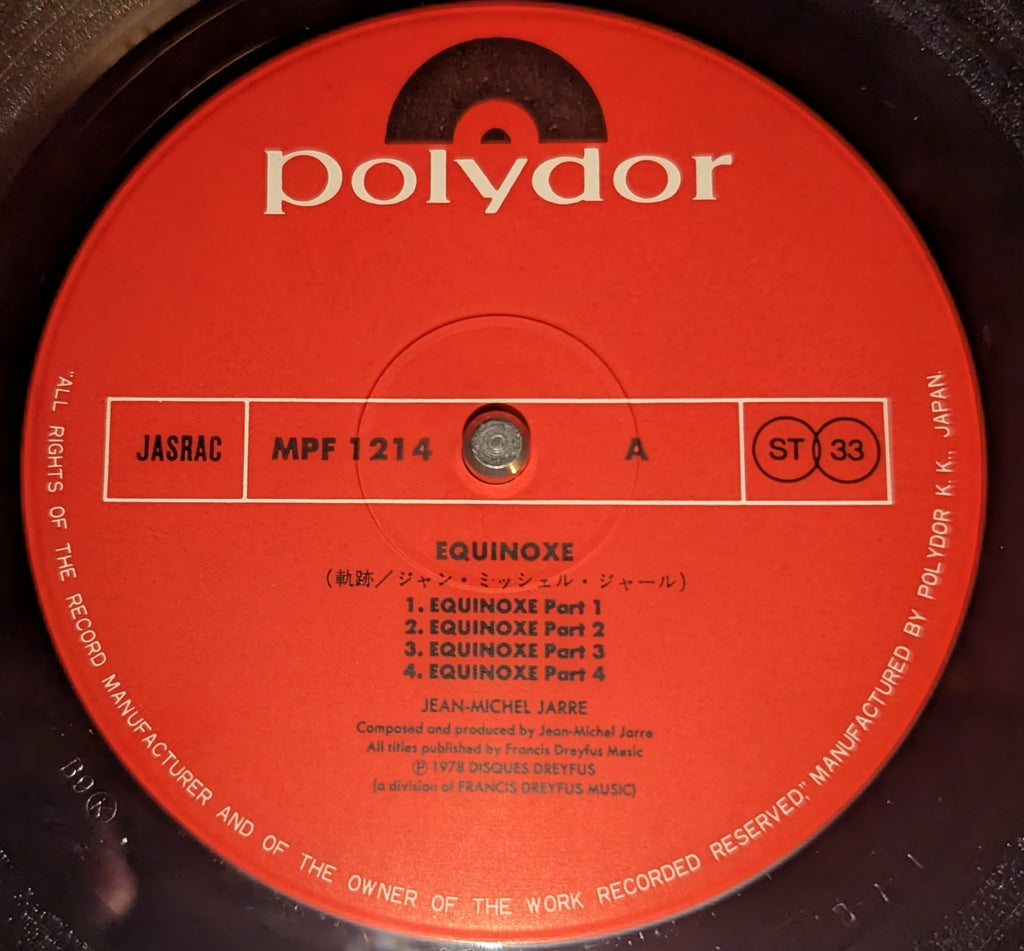 polydor
JASRAC
MPF 1214
A
ST 33
EQUINOXE
(軌跡/ジャン・ミッシェル・ジャール)
1. EQUINOXE Part 1
2. EQUINOXE Part 2
3. EQUINOXE Part 3
4. EQUINOXE Part 4
JEAN-MICHEL JARRE
Composed and produced by Jean-Michel Jarre
All titles published by Francis Dreyfus Music
Ⓟ 1978 DISQUES DREYFUS
(a division of FRANCIS DREYFUS MUSIC)
"ALL RIGHTS OF THE RECORD MANUFACTURER AND OF THE OWNER OF THE WORK RECORDED RESERVED," MANUFACTURED BY POLYDOR K. K., JAPAN.